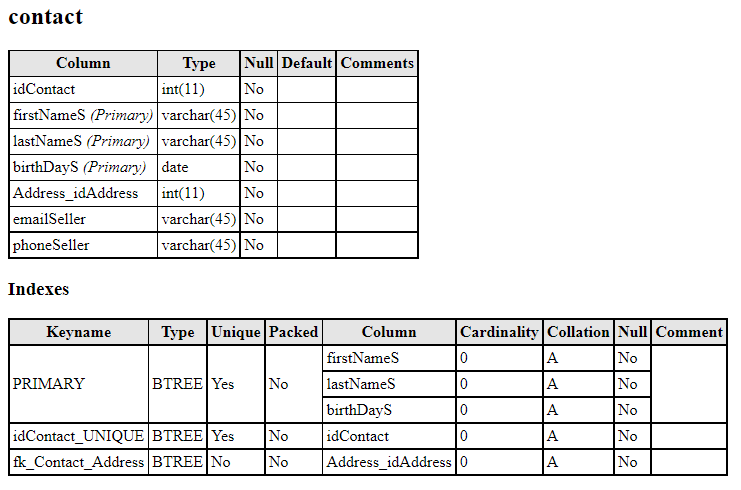 contact
Column Type Null Default Comments
idContact int(11) No
firstNameS (Primary) varchar(45) No
lastNameS (Primary) varchar(45) No
birthDayS (Primary) date No
Address_idAddress int(11) No
emailSeller varchar(45) No
phoneSeller varchar(45) No
Indexes
Keyname Type Unique Packed Column Cardinality Collation Null Comment
firstNameS 0 A No
PRIMARY BTREE Yes No lastNameS 0 A No
birthDayS 0 A No
idContact_UNIQUE BTREE Yes No idContact 0 A No
fk_Contact_Address BTREE No No Address_idAddress 0 A No